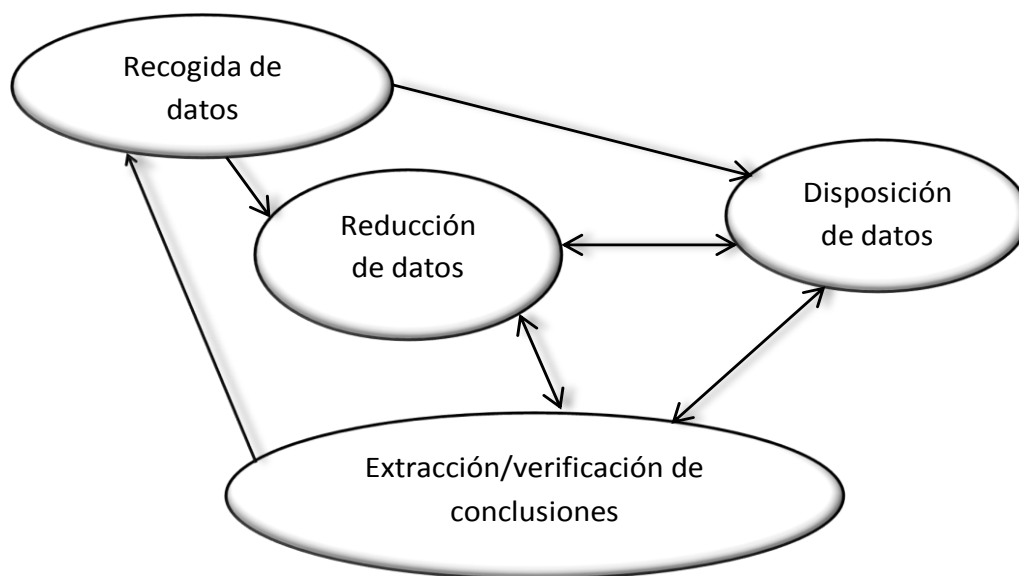 Recogida de
datos
Reducción
de datos
Disposición
de datos
Extracción/verificación de
conclusiones